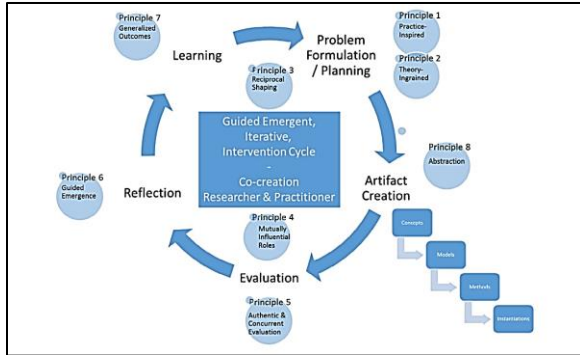 Principle 7
Generalized
Outcomes
Learning
Problem
Formulation
/ Planning
Principle 1
Practice-
Inspired
Principle 2
Theory-
Ingrained
Principle 3
Reciprocal
Shaping
Guided Emergent,
Iterative,
Intervention Cycle
-
Co-creation
Researcher & Practitioner
Principle 8
Abstraction
Artifact
Creation
Principle 6
Guided
Emergence
Reflection
Principle 4
Mutually
Influential
Roles
Evaluation
Principle 5
Authentic &
Concurrent
Evaluation
Concepts
Models
Methods
Instantiations